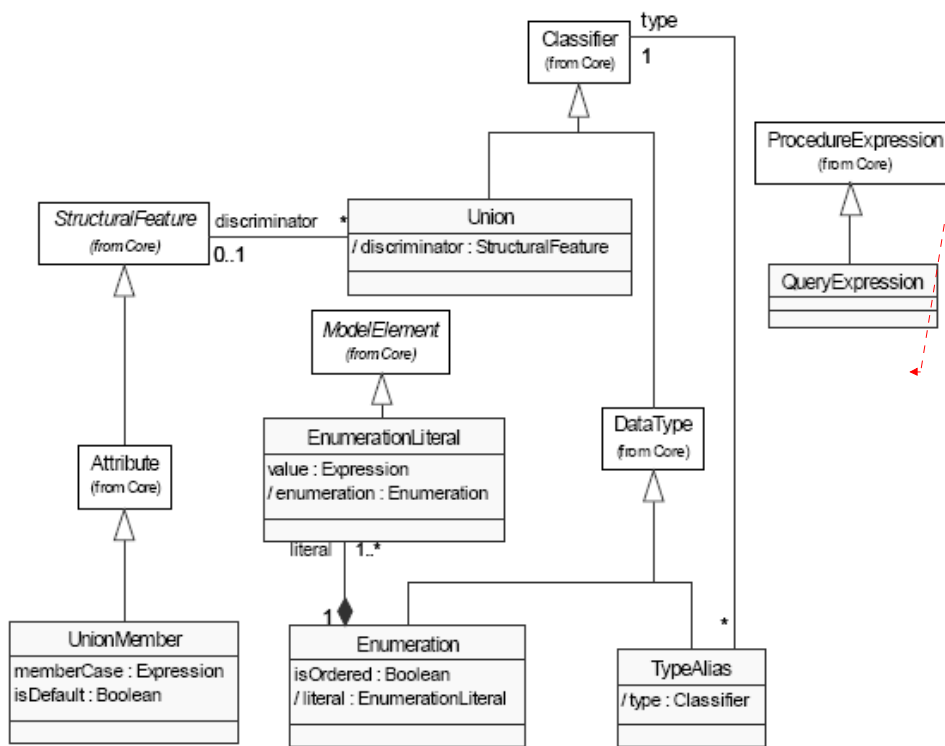 type
Classifier
(from Core)
1
ProcedureExpression
(from Core)
StructuralFeature
(from Core)
discriminator
*
0..1
Union
/ discriminator : StructuralFeature
QueryExpression
ModelElement
(from Core)
DataType
(from Core)
EnumerationLiteral
value : Expression
/ enumeration : Enumeration
Attribute
(from Core)
literal
1..*
1
*
UnionMember
memberCase : Expression
isDefault : Boolean
Enumeration
isOrdered : Boolean
/ literal : EnumerationLiteral
TypeAlias
/ type : Classifier